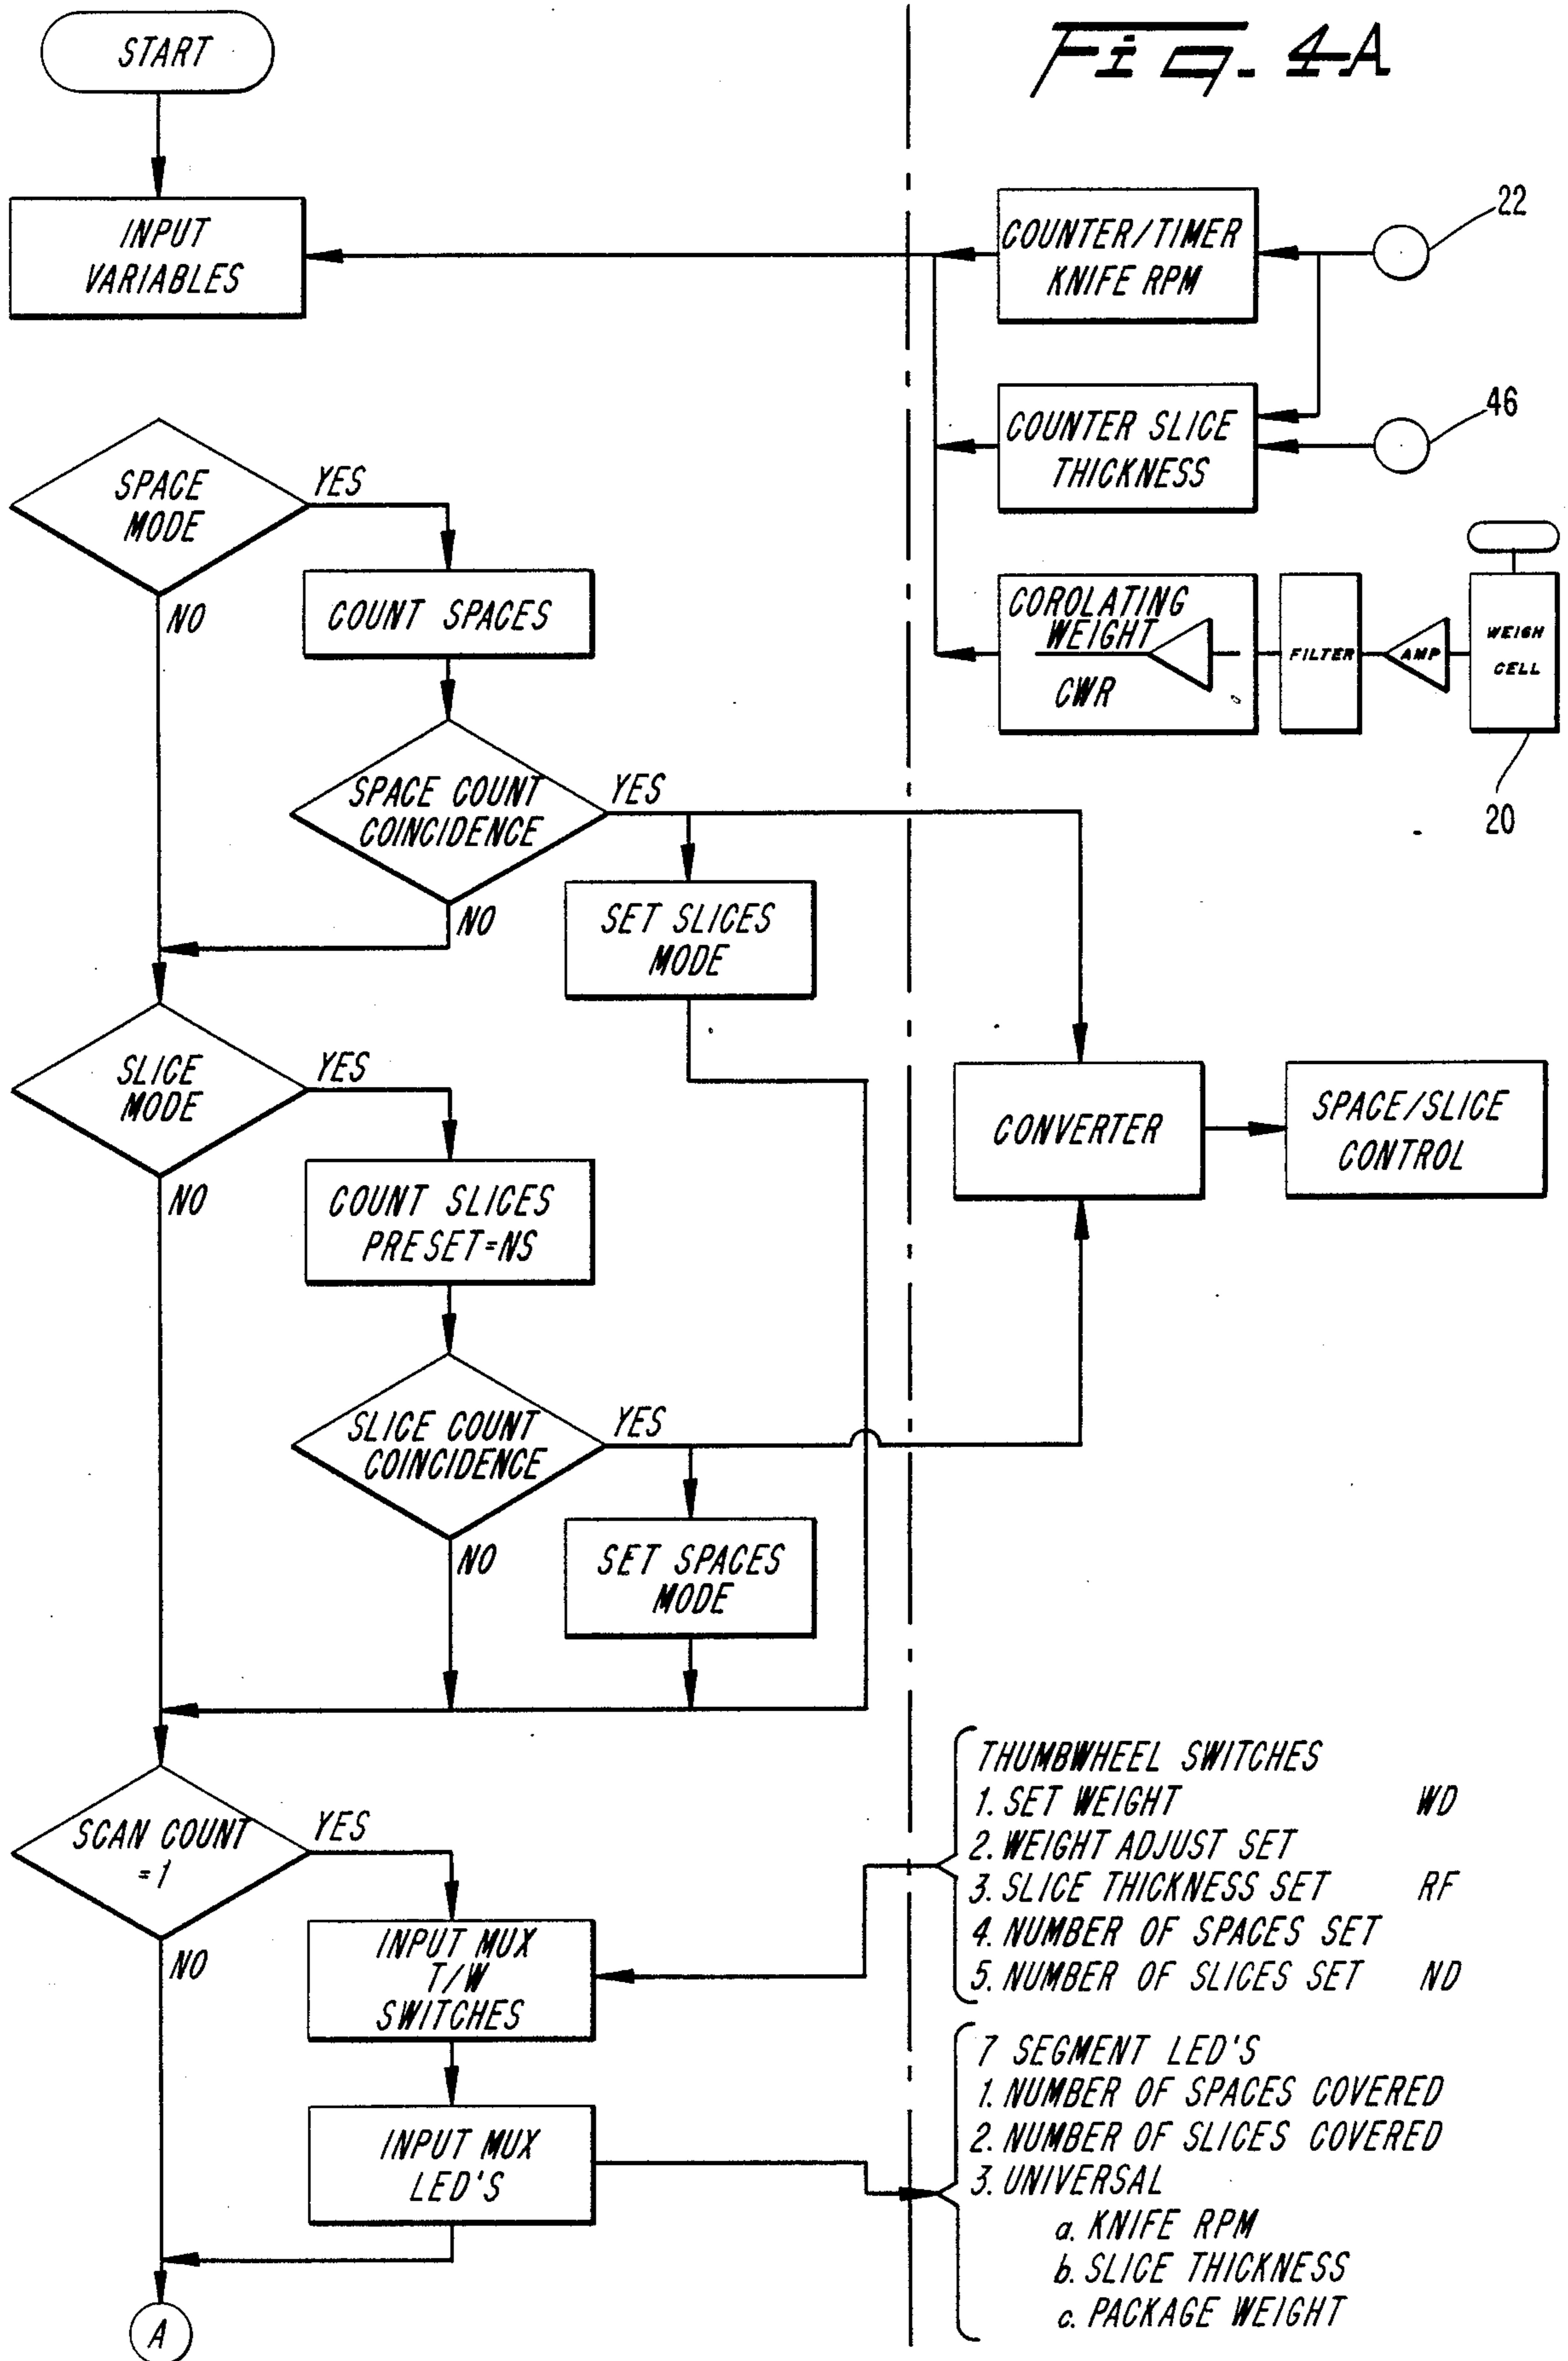 Fig. 4-A
START
INPUT
VARIABLES
COUNTER/TIMER
KNIFE RPM
22
COUNTER SLICE
THICKNESS
46
COROLATING
WEIGHT
CWR
FILTER
AMP
WEIGH
CELL
20
SPACE
MODE
YES
NO
COUNT SPACES
SPACE COUNT
COINCIDENCE
YES
NO
SET SLICES
MODE
SLICE
MODE
YES
NO
COUNT SLICES
PRESET=NS
CONVERTER
SPACE/SLICE
CONTROL
SLICE COUNT
COINCIDENCE
YES
NO
SET SPACES
MODE
SCAN COUNT
=1
YES
NO
INPUT MUX
T/W
SWITCHES
INPUT MUX
LED'S
A
THUMBWHEEL SWITCHES
1. SET WEIGHT WD
2. WEIGHT ADJUST SET
3. SLICE THICKNESS SET RF
4. NUMBER OF SPACES SET
5. NUMBER OF SLICES SET ND
7 SEGMENT LED'S
1. NUMBER OF SPACES COVERED
2. NUMBER OF SLICES COVERED
3. UNIVERSAL
a. KNIFE RPM
b. SLICE THICKNESS
c. PACKAGE WEIGHT